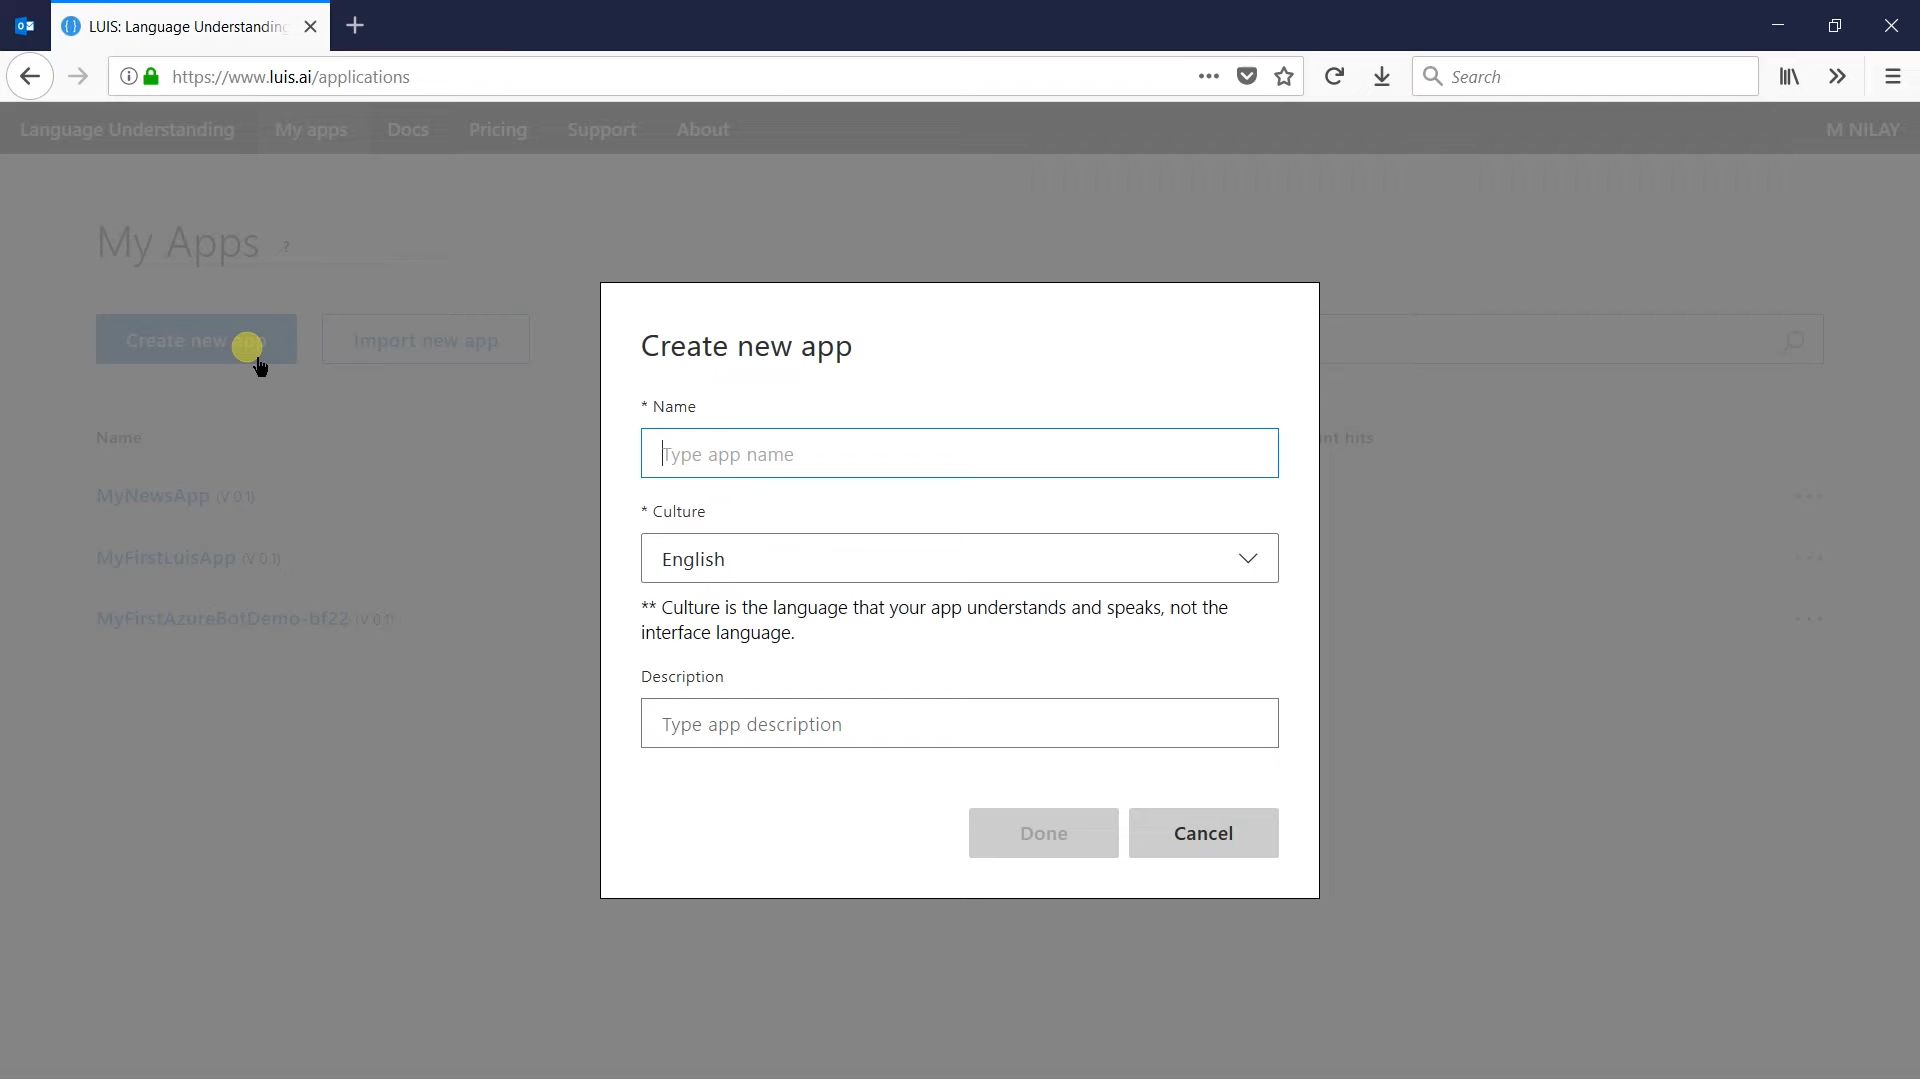 LUIS: Language Understanding
https://www.luis.ai/applications
Search
Language Understanding My apps Docs Pricing Support About M NILAY
My Apps ?
Create new app Import new app
Create new app
* Name
Type app name
Name
nt hits
MyNewsApp (V 0.1)
* Culture
English
MyFirstLuisApp (V 0.1)
** Culture is the language that your app understands and speaks, not the
interface language.
MyFirstAzureBotDemo-bf22 (V 0.1)
Description
Type app description
Done Cancel